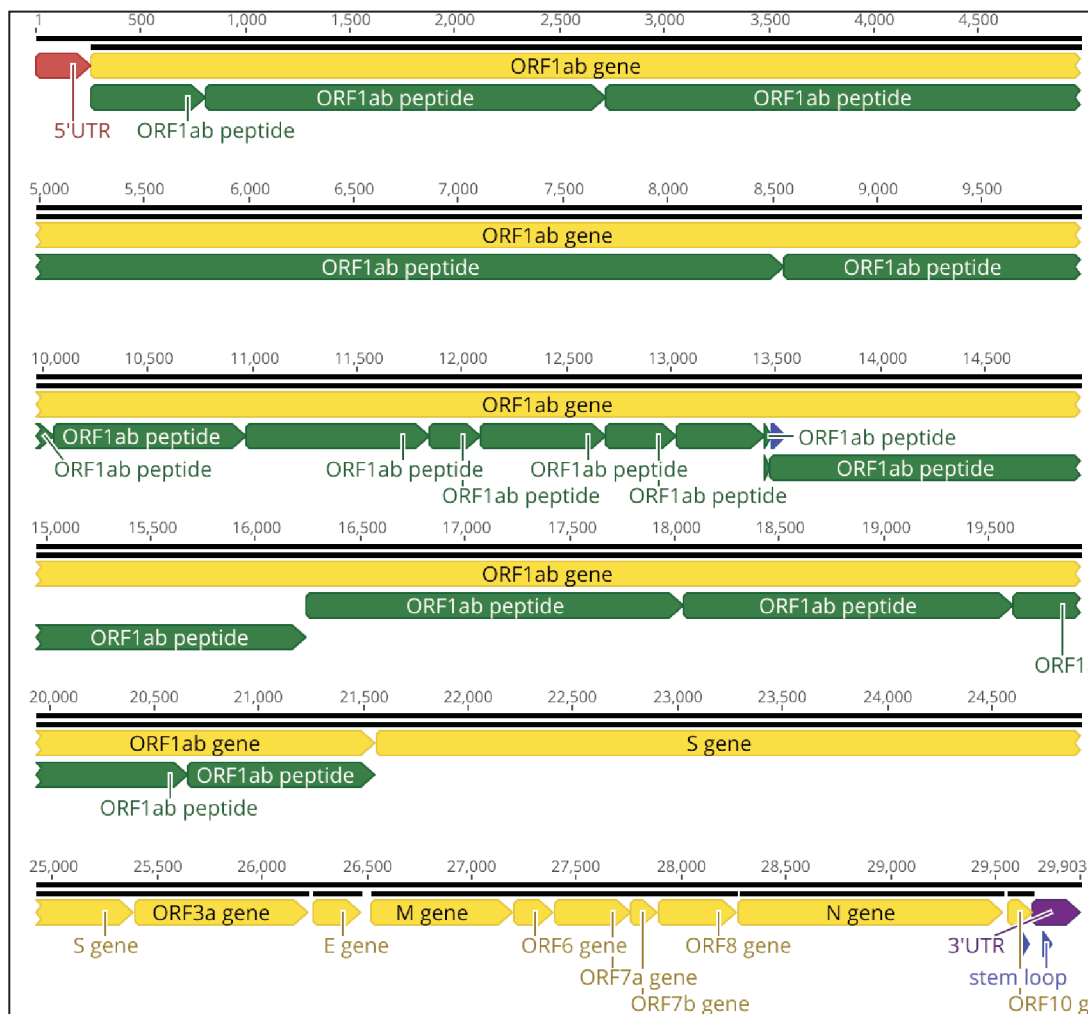 1 500 1,000 1,500 2,000 2,500 3,000 3,500 4,000 4,500
ORF1ab gene
ORF1ab peptide ORF1ab peptide
5'UTR ORF1ab peptide
5,000 5,500 6,000 6,500 7,000 7,500 8,000 8,500 9,000 9,500
ORF1ab gene
ORF1ab peptide ORF1ab peptide
10,000 10,500 11,000 11,500 12,000 12,500 13,000 13,500 14,000 14,500
ORF1ab gene
ORF1ab peptide ORF1ab peptide
ORF1ab peptide ORF1ab peptide ORF1ab peptide ORF1ab peptide
ORF1ab peptide ORF1ab peptide
15,000 15,500 16,000 16,500 17,000 17,500 18,000 18,500 19,000 19,500
ORF1ab gene
ORF1ab peptide ORF1ab peptide
ORF1ab peptide ORF1
20,000 20,500 21,000 21,500 22,000 22,500 23,000 23,500 24,000 24,500
ORF1ab gene S gene
ORF1ab peptide
ORF1ab peptide
25,000 25,500 26,000 26,500 27,000 27,500 28,000 28,500 29,000 29,500 29,903
ORF3a gene M gene N gene
S gene E gene ORF6 gene ORF8 gene 3'UTR
ORF7a gene stem loop
ORF7b gene ORF10 g